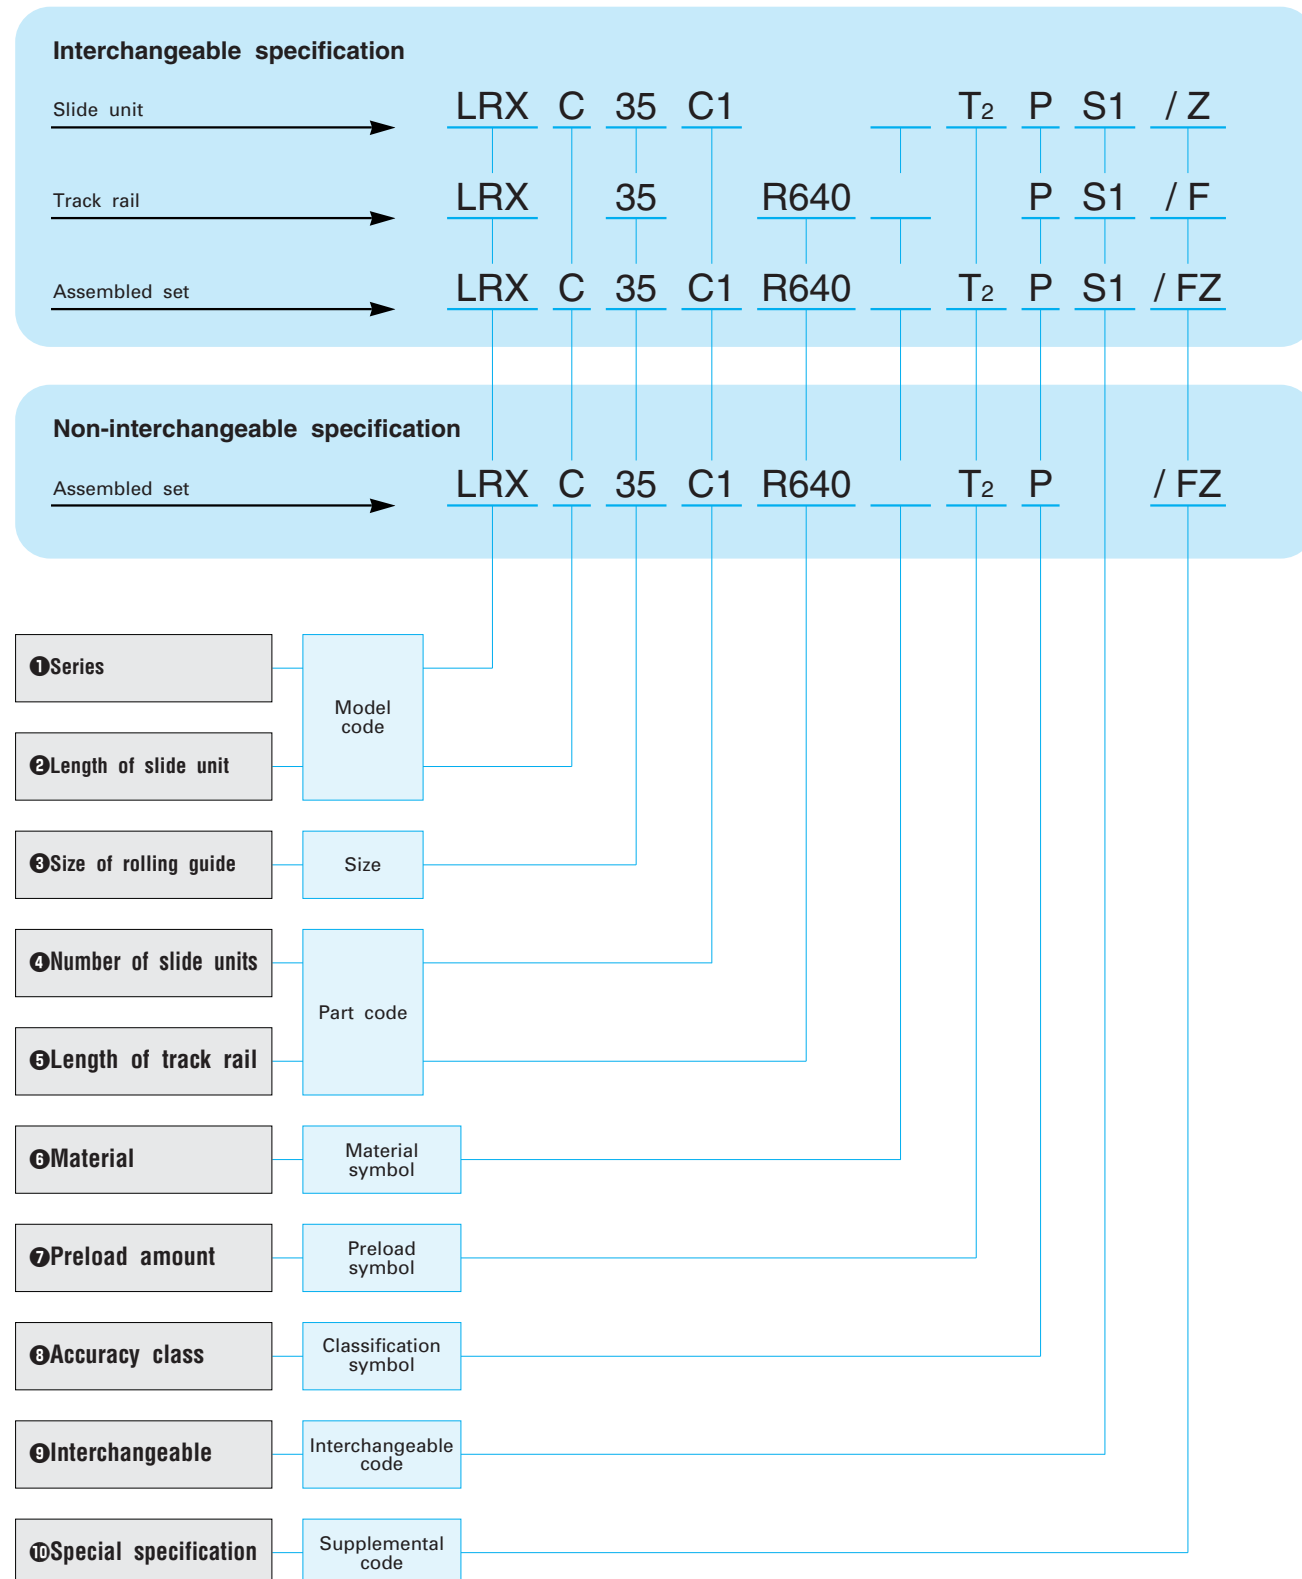 Interchangeable specification
Slide unit LRX C 35 C1 T2 P S1 / Z
Track rail LRX 35 R640 P S1 / F
Assembled set LRX C 35 C1 R640 T2 P S1 / FZ
Non-interchangeable specification
Assembled set LRX C 35 C1 R640 T2 P / FZ
❶Series
Model
code
❷Length of slide unit
❸Size of rolling guide
Size
❹Number of slide units
Part code
❺Length of track rail
❻Material
Material
symbol
❼Preload amount
Preload
symbol
❽Accuracy class
Classification
symbol
❾Interchangeable
Interchangeable
code
❿Special specification
Supplemental
code